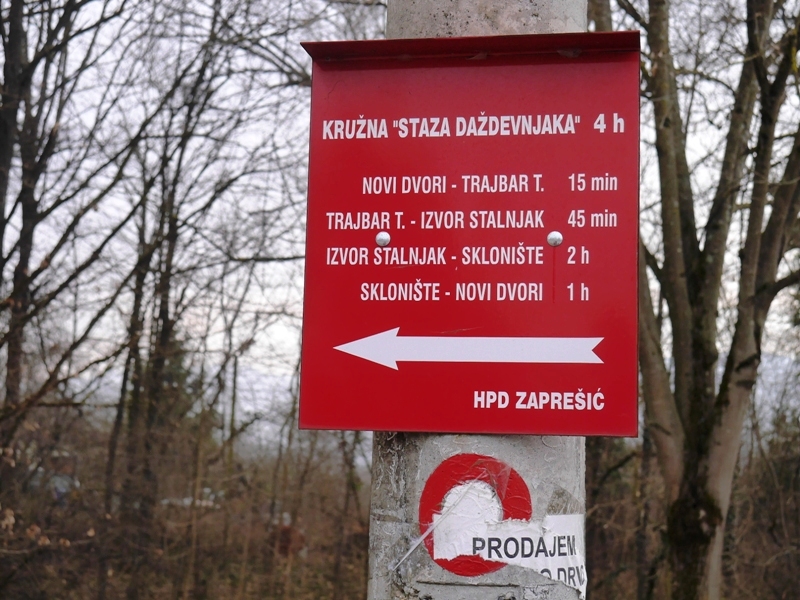 KRUŽNA "STAZA DAŽDEVNJAKA" 4 h
NOVI DVORI - TRAJBAR T. 15 min
TRAJBAR T. - IZVOR STALNJAK 45 min
IZVOR STALNJAK - SKLONIŠTE 2 h
SKLONIŠTE - NOVI DVORI 1 h
HPD ZAPREŠIĆ
PRODAJEM